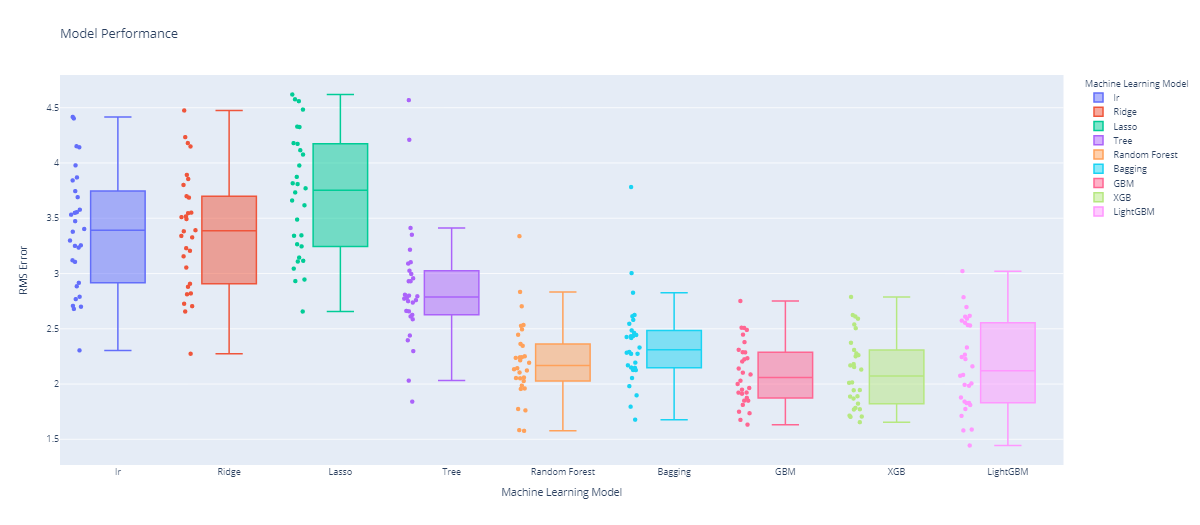 Model Performance
Machine Learning Model
lr
Ridge
Lasso
Tree
Random Forest
Bagging
GBM
XGB
LightGBM
RMS Error
4.5
4
3.5
3
2.5
2
1.5
lr
Ridge
Lasso
Tree
Random Forest
Bagging
GBM
XGB
LightGBM
Machine Learning Model